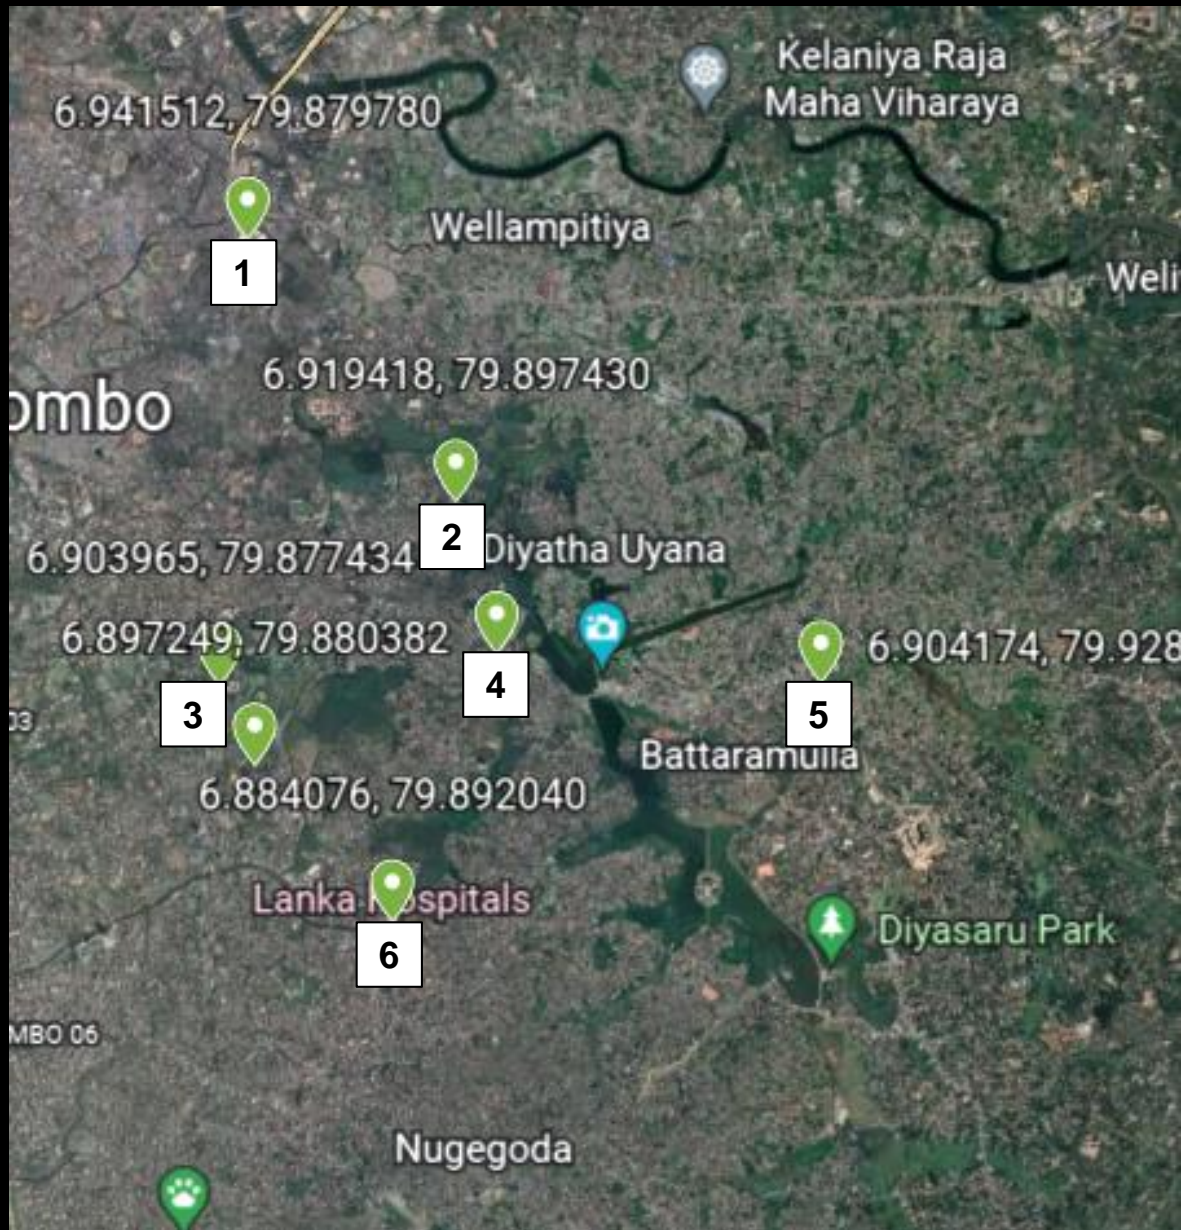 Kelaniya Raja
Maha Viharaya
6.941512, 79.879780
1
Wellampitiya
Weli
6.919418, 79.897430
ombo
2
Diyatha Uyana
6.903965, 79.877434
6.897249, 79.880382
4
6.904174, 79.928
3
5
03
Battaramulla
6.884076, 79.892040
Lanka Hospitals
6
Diyasaru Park
MBO 06
Nugegoda